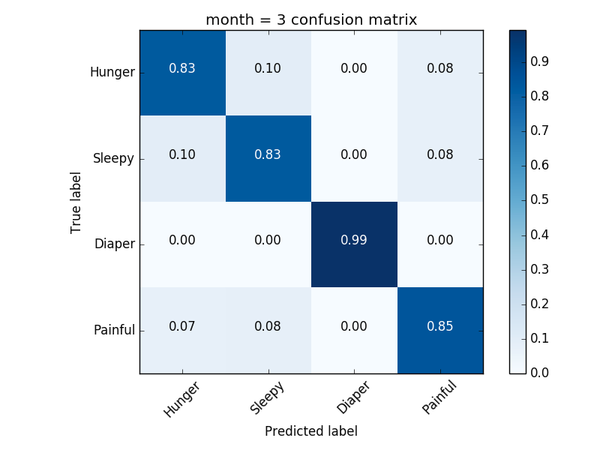 month = 3 confusion matrix
True label
Hunger 0.83 0.10 0.00 0.08
Sleepy 0.10 0.83 0.00 0.08
Diaper 0.00 0.00 0.99 0.00
Painful 0.07 0.08 0.00 0.85
Hunger Sleepy Diaper Painful
Predicted label
0.9
0.8
0.7
0.6
0.5
0.4
0.3
0.2
0.1
0.0